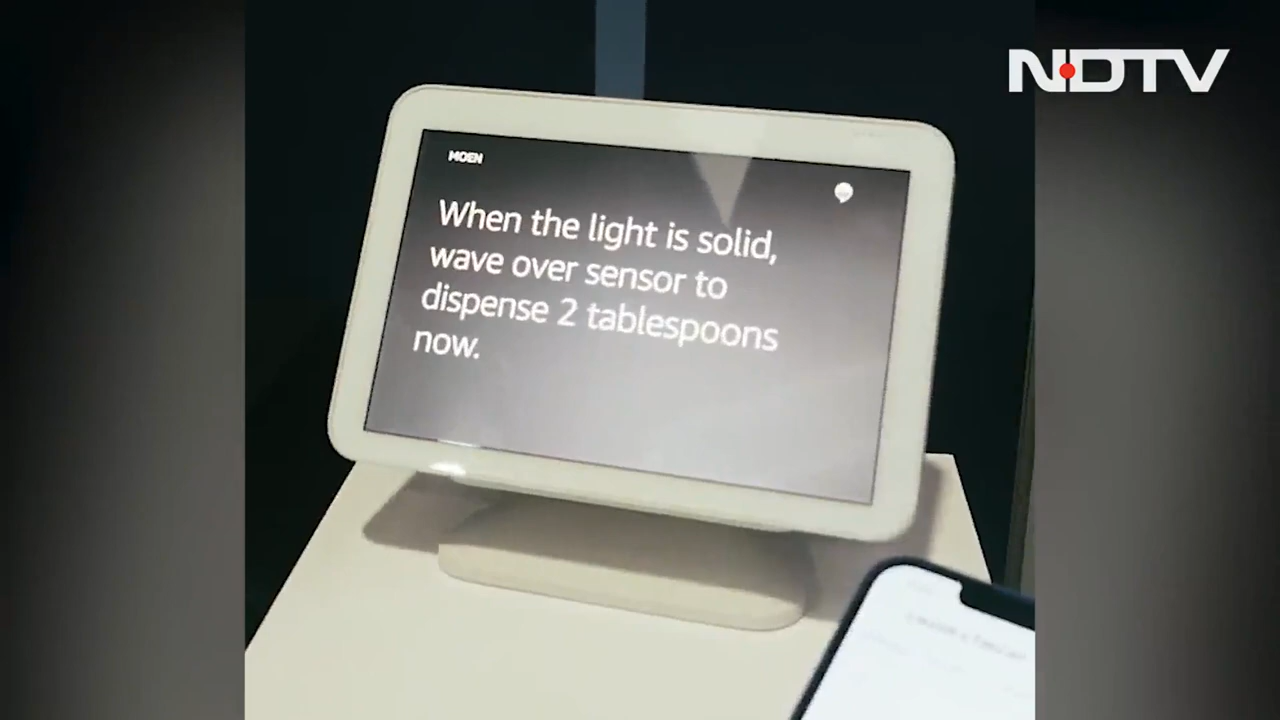 NDTV
MOEN
When the light is solid,
wave over sensor to
dispense 2 tablespoons
now.